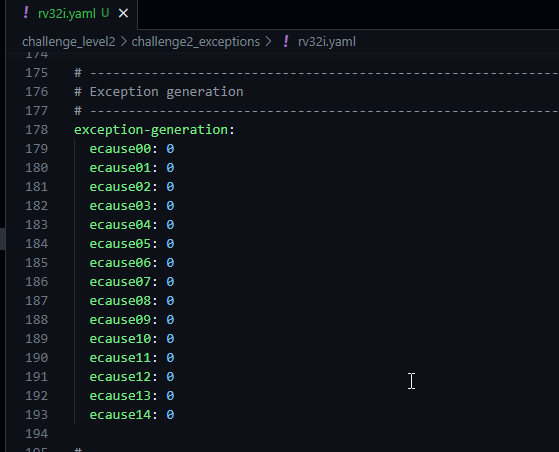 rv32i.yaml U
challenge_level2 > challenge2_exceptions > rv32i.yaml
174
175 # ------------------------------------------------------------
176 # Exception generation
177 # ------------------------------------------------------------
178 exception-generation:
179 ecause00: 0
180 ecause01: 0
181 ecause02: 0
182 ecause03: 0
183 ecause04: 0
184 ecause05: 0
185 ecause06: 0
186 ecause07: 0
187 ecause08: 0
188 ecause09: 0
189 ecause10: 0
190 ecause11: 0
191 ecause12: 0
192 ecause13: 0
193 ecause14: 0
194
195 #